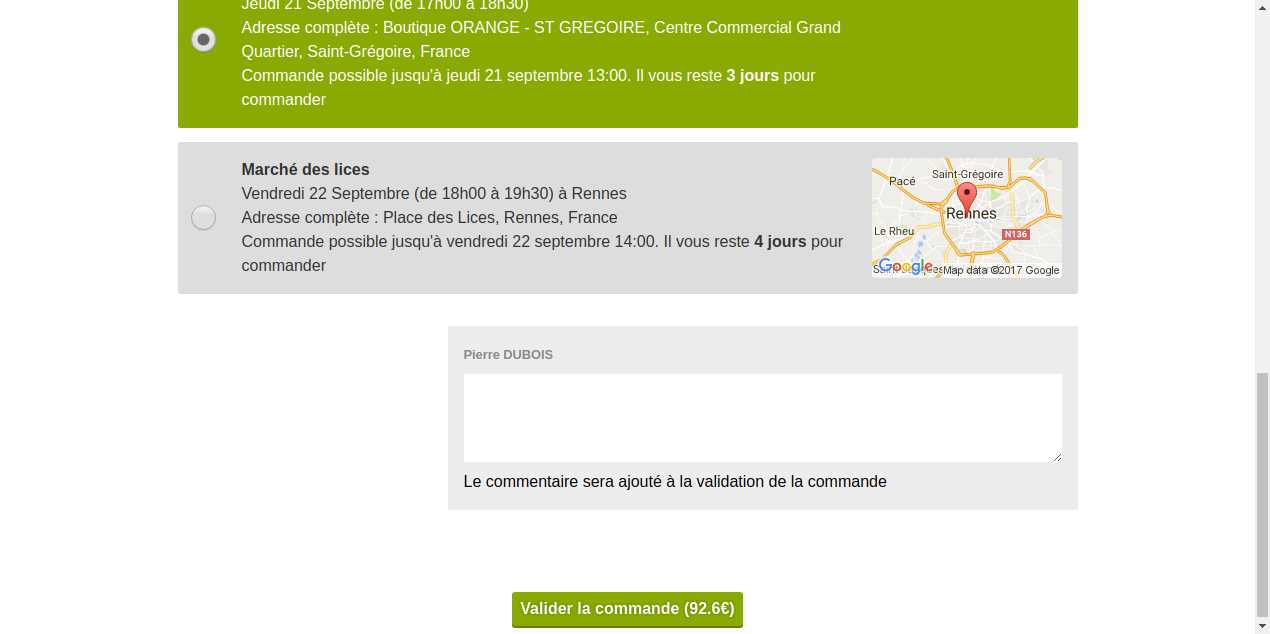 Jeudi 21 Septembre (de 17h00 à 18h30)
Adresse complète : Boutique ORANGE - ST GREGOIRE, Centre Commercial Grand
Quartier, Saint-Grégoire, France
Commande possible jusqu'à jeudi 21 septembre 13:00. Il vous reste 3 jours pour
commander
Marché des lices
Vendredi 22 Septembre (de 18h00 à 19h30) à Rennes
Adresse complète : Place des Lices, Rennes, France
Commande possible jusqu'à vendredi 22 septembre 14:00. Il vous reste 4 jours pour
commander
Saint-Grégoire
Pacé
Rennes
Le Rheu
N136
Google
Map data ©2017 Google
Pierre DUBOIS
Le commentaire sera ajouté à la validation de la commande
Valider la commande (92.6€)